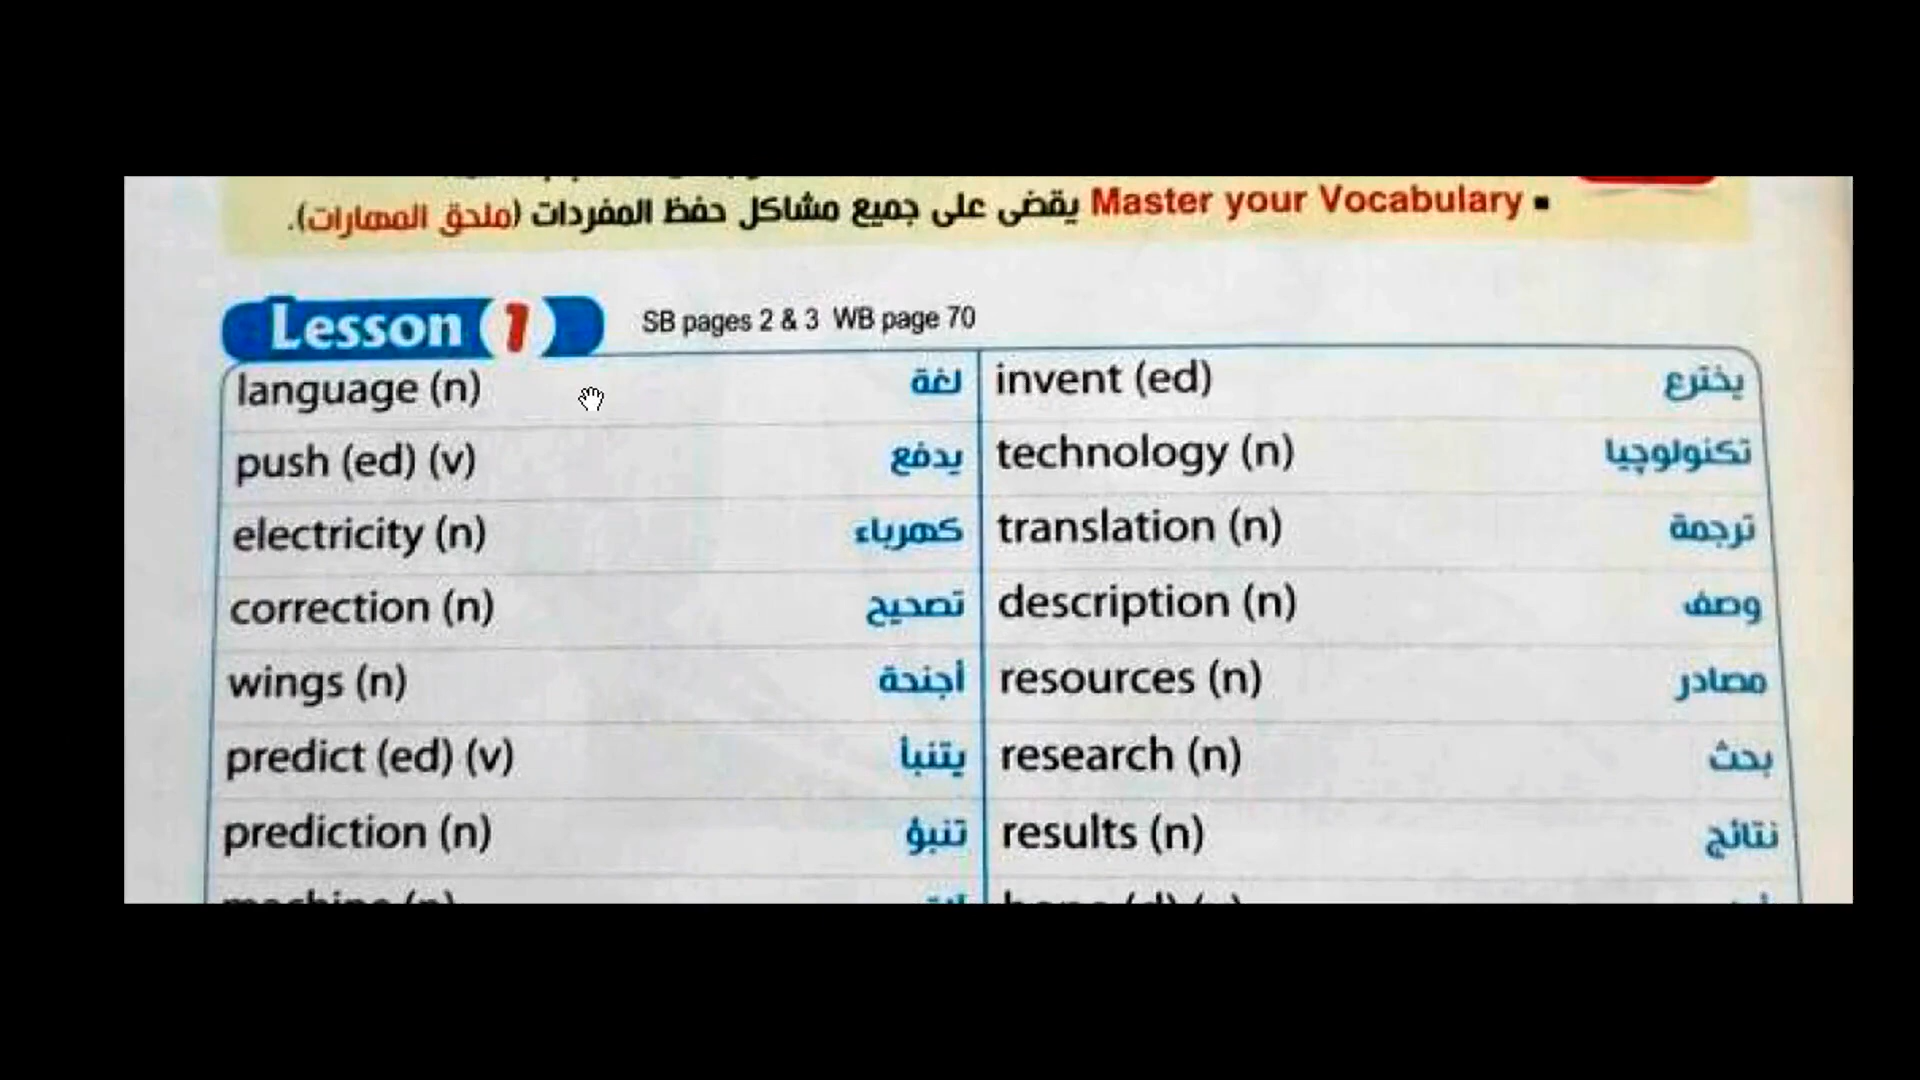 ▪ Master your Vocabulary يقضى على جميع مشاكل حفظ المفردات (ملحق المهارات).
Lesson 1 SB pages 2 & 3 WB page 70
language (n) لغة invent (ed) يخترع
push (ed) (v) يدفع technology (n) تكنولوچيا
electricity (n) كهرباء translation (n) ترجمة
correction (n) تصحيح description (n) وصف
wings (n) أجنحة resources (n) مصادر
predict (ed) (v) يتنبأ research (n) بحث
prediction (n) تنبؤ results (n) نتائج